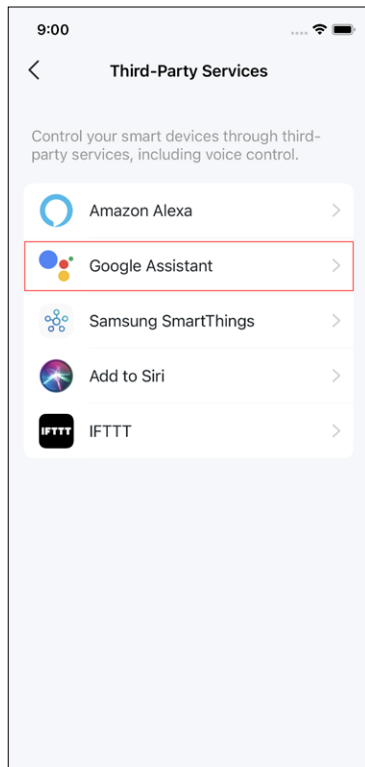 9:00
Third-Party Services
Control your smart devices through third-
party services, including voice control.
Amazon Alexa
Google Assistant
Samsung SmartThings
Add to Siri
IFTTT IFTTT